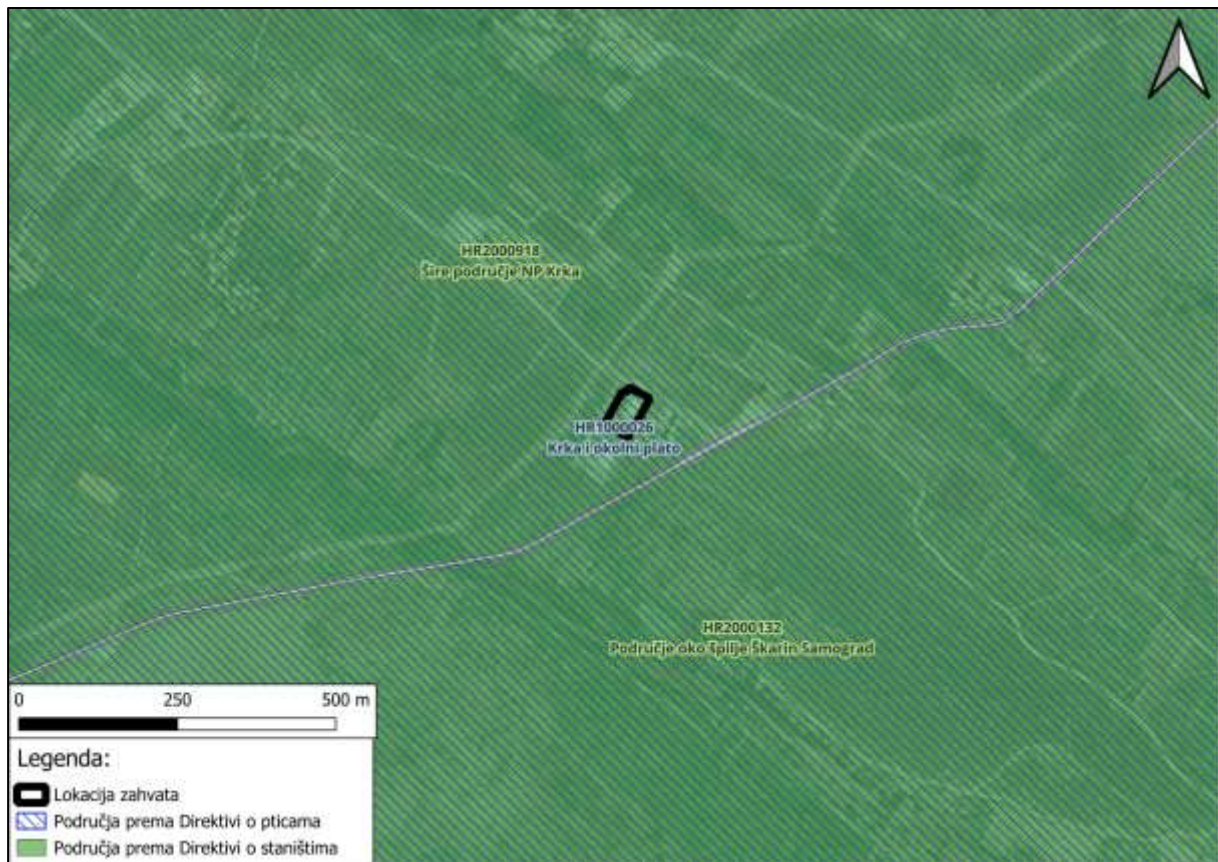 HR2000918
Šire područje NP Krka
HR1000026
Krka i okolni plato
HR2000132
Područje oko špilje Škarin Samograd
0 250 500 m
Legenda:
Lokacija zahvata
Područja prema Direktivi o pticama
Područja prema Direktivi o staništima